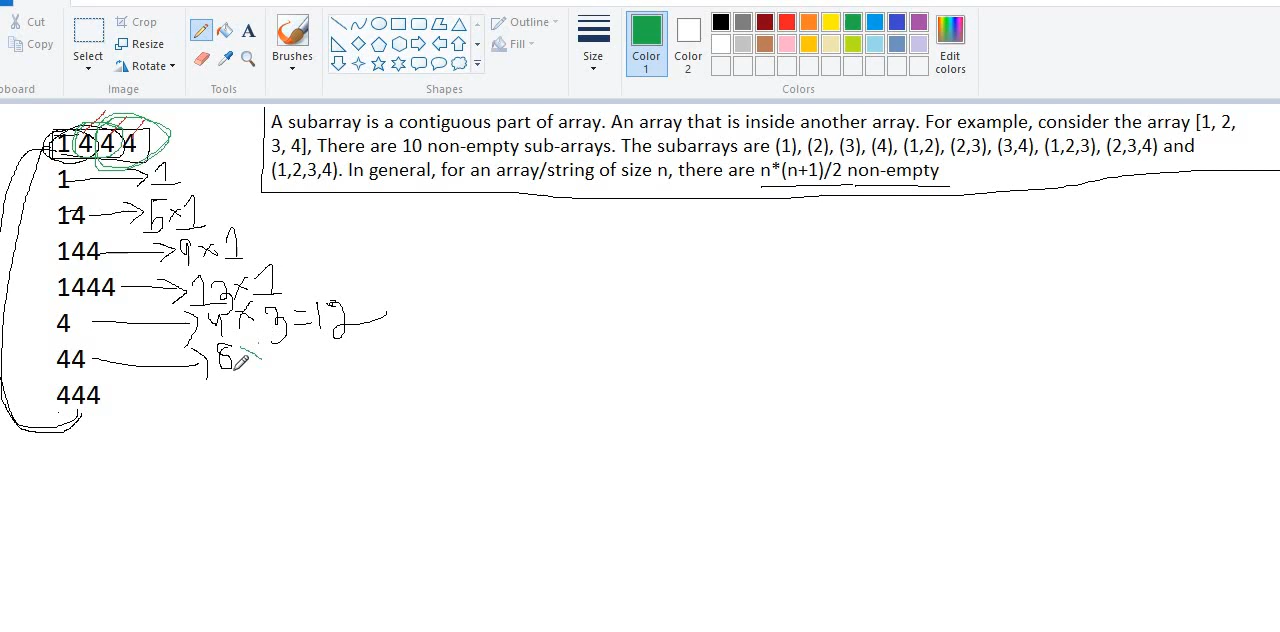 Cut
Copy
pboard
Select
Crop
Resize
Rotate
Image
A
Tools
Brushes
Outline
Fill
Shapes
Size
Color 1
Color 2
Edit colors
Colors
1444
A subarray is a contiguous part of array. An array that is inside another array. For example, consider the array [1, 2,
3, 4], There are 10 non-empty sub-arrays. The subarrays are (1), (2), (3), (4), (1,2), (2,3), (3,4), (1,2,3), (2,3,4) and
(1,2,3,4). In general, for an array/string of size n, there are n*(n+1)/2 non-empty
1 1
14 5×1
144 9×1
1444 13×1
4 4×3=12
44 8
444